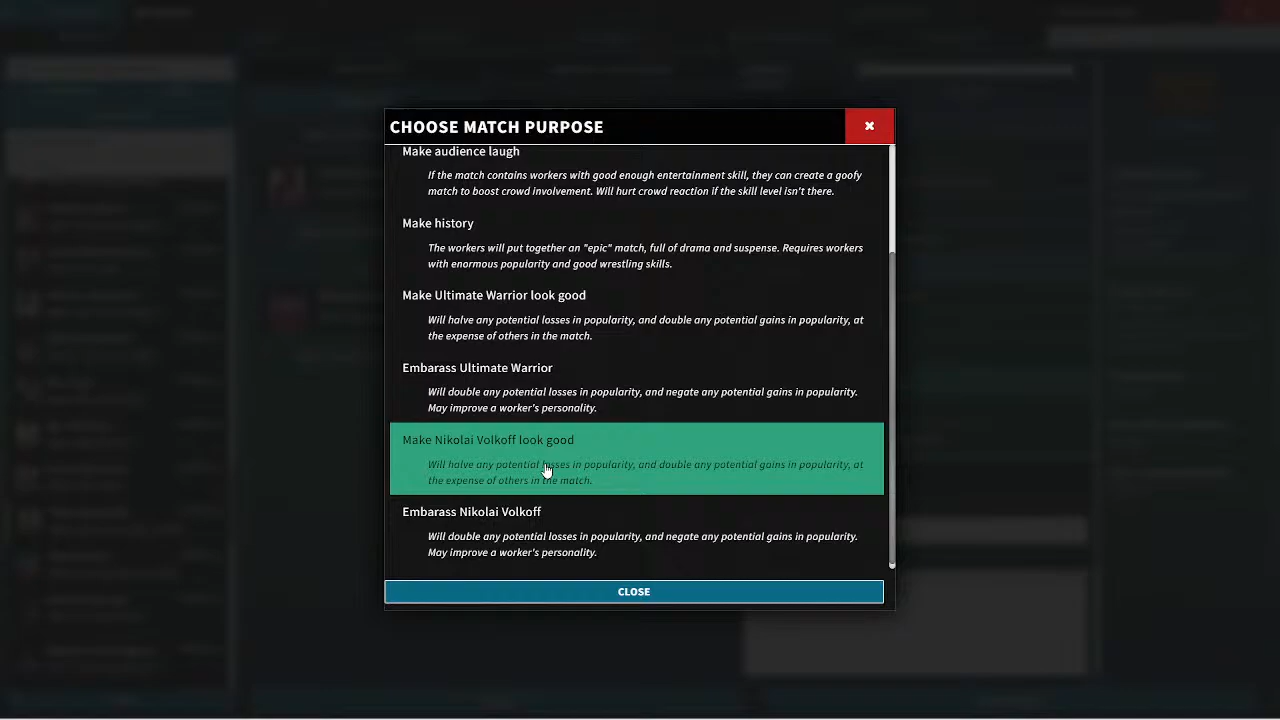 CHOOSE MATCH PURPOSE
Make audience laugh
If the match contains workers with good enough entertainment skill, they can create a goofy
match to boost crowd involvement. Will hurt crowd reaction if the skill level isn't there.
Make history
The workers will put together an "epic" match, full of drama and suspense. Requires workers
with enormous popularity and good wrestling skills.
Make Ultimate Warrior look good
Will halve any potential losses in popularity, and double any potential gains in popularity, at
the expense of others in the match.
Embarass Ultimate Warrior
Will double any potential losses in popularity, and negate any potential gains in popularity.
May improve a worker's personality.
Make Nikolai Volkoff look good
Will halve any potential losses in popularity, and double any potential gains in popularity, at
the expense of others in the match.
Embarass Nikolai Volkoff
Will double any potential losses in popularity, and negate any potential gains in popularity.
May improve a worker's personality.
CLOSE